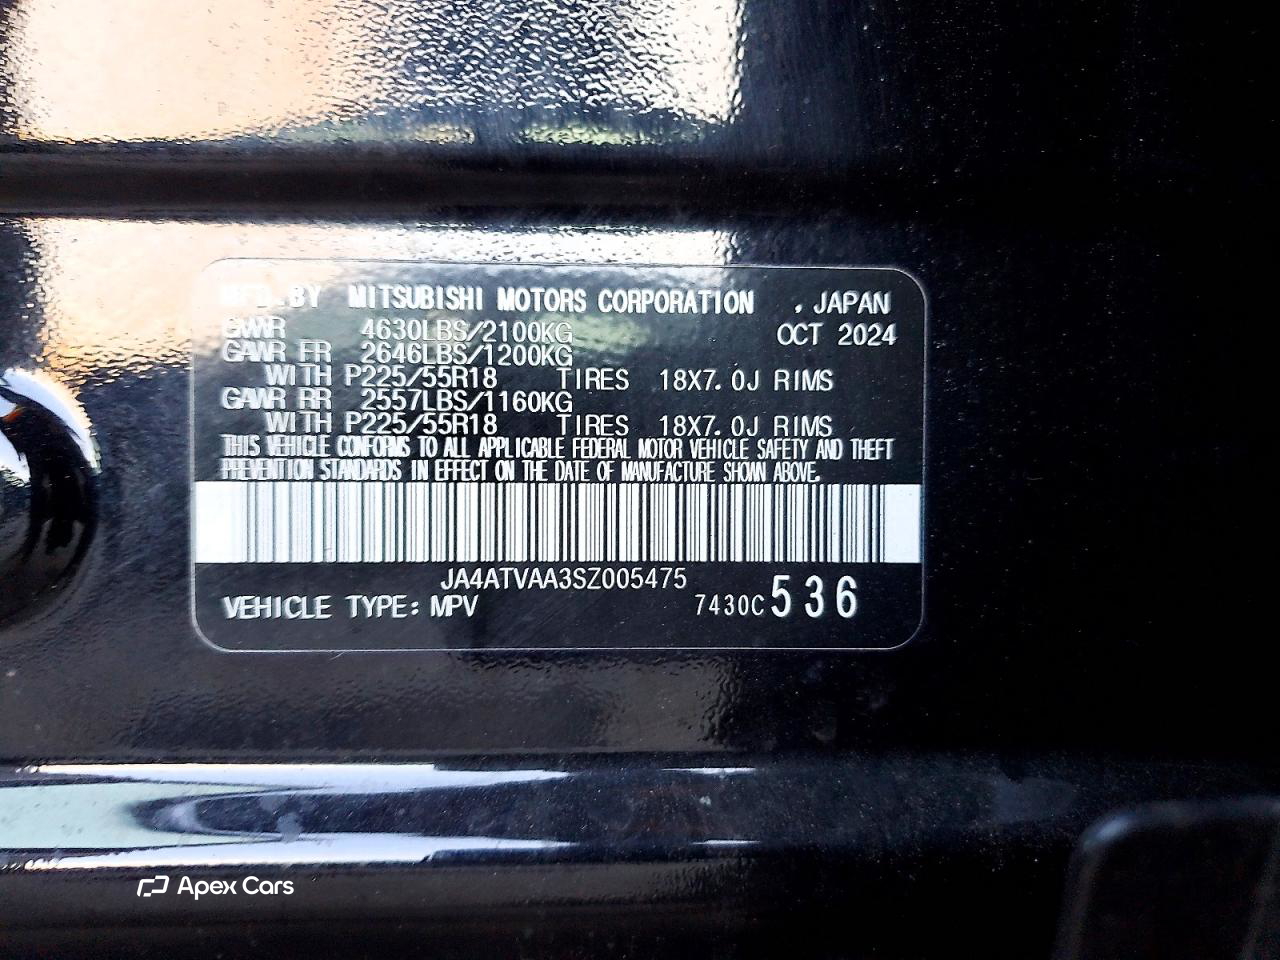 MFD.BY MITSUBISHI MOTORS CORPORATION , JAPAN
GVWR 4630LBS/2100KG OCT 2024
GAWR FR 2646LBS/1200KG
WITH P225/55R18 TIRES 18X7.0J RIMS
GAWR RR 2557LBS/1160KG
WITH P225/55R18 TIRES 18X7.0J RIMS
THIS VEHICLE CONFORMS TO ALL APPLICABLE FEDERAL MOTOR VEHICLE SAFETY AND THEFT
PREVENTION STANDARDS IN EFFECT ON THE DATE OF MANUFACTURE SHOWN ABOVE.
JA4ATVAA3SZ005475
VEHICLE TYPE: MPV 7430C 536
Apex Cars